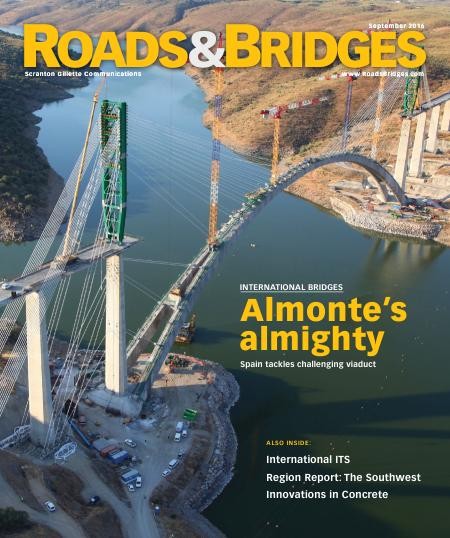 September 2016
ROADS&BRIDGES
Scranton Gillette Communications
www.RoadsBridges.com
INTERNATIONAL BRIDGES
Almonte's
almighty
Spain tackles challenging viaduct
ALSO INSIDE:
International ITS
Region Report: The Southwest
Innovations in Concrete